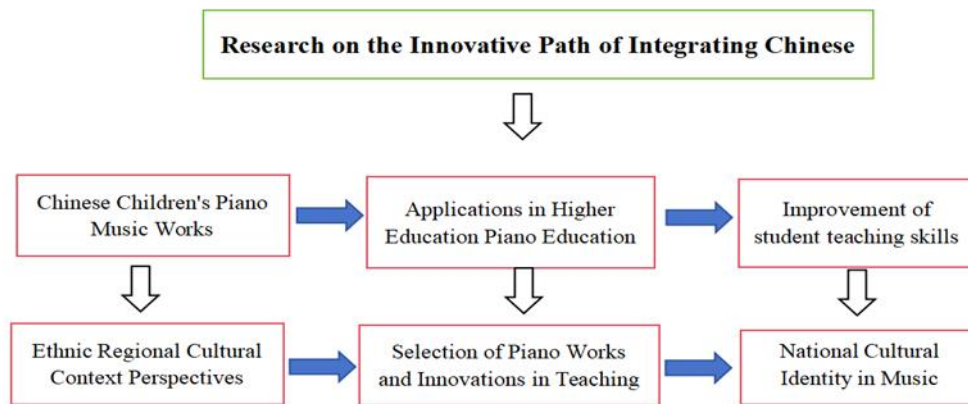 Research on the Innovative Path of Integrating Chinese
Chinese Children's Piano
Music Works
Applications in Higher
Education Piano Education
Improvement of
student teaching skills
Ethnic Regional Cultural
Context Perspectives
Selection of Piano Works
and Innovations in Teaching
National Cultural
Identity in Music